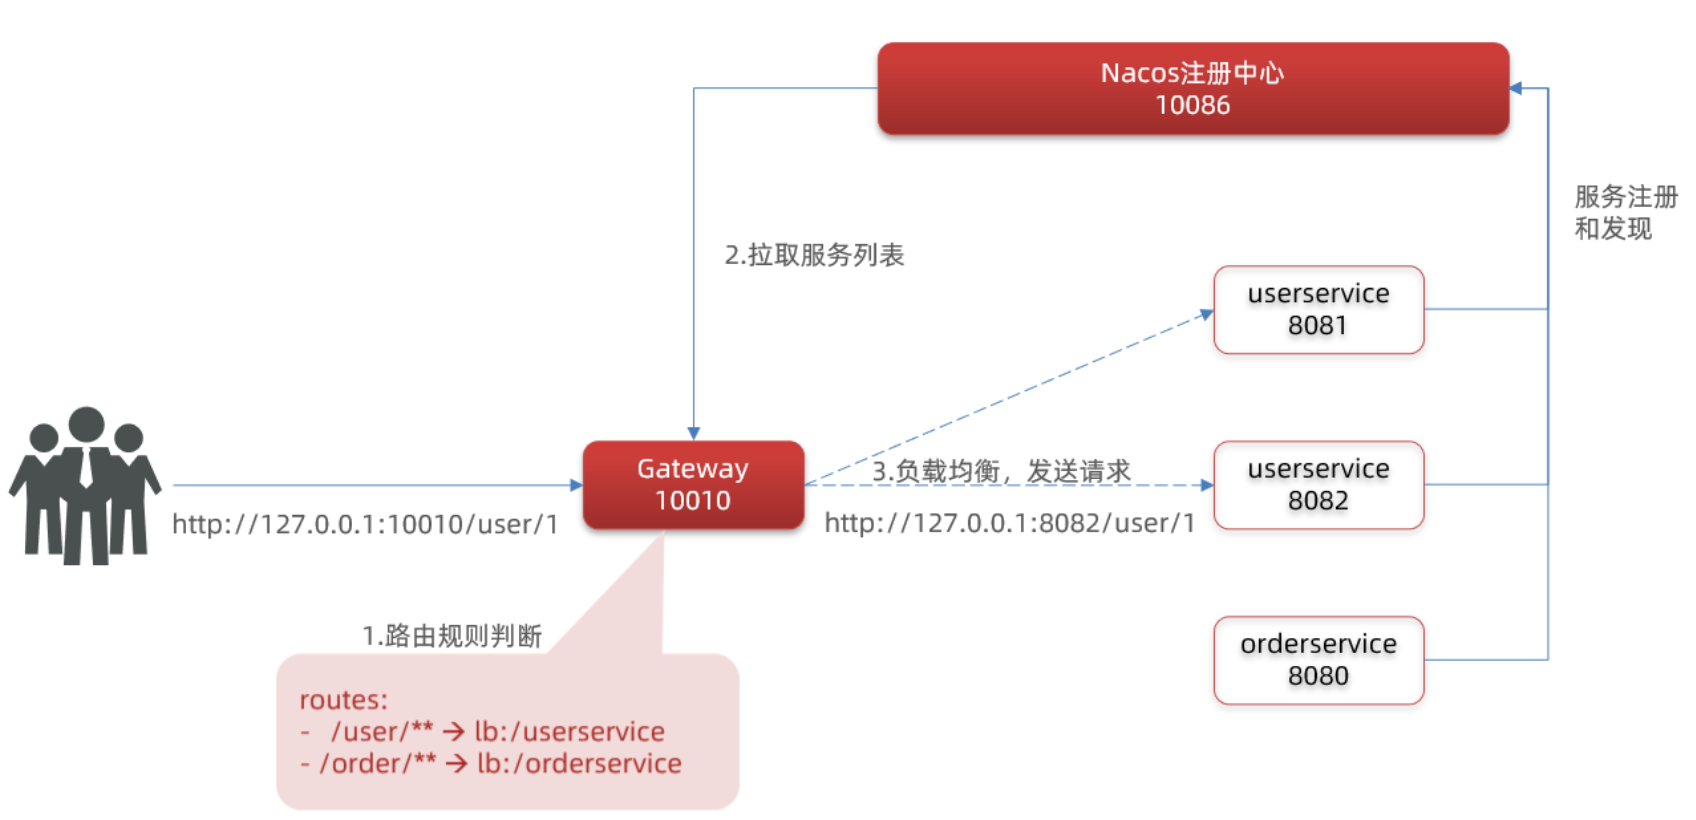 Nacos注册中心
10086
服务注册
和发现
2.拉取服务列表
userservice
8081
Gateway
10010
3.负载均衡，发送请求
userservice
8082
http://127.0.0.1:10010/user/1
http://127.0.0.1:8082/user/1
1.路由规则判断
orderservice
8080
routes:
- /user/** → lb:/userservice
- /order/** → lb:/orderservice